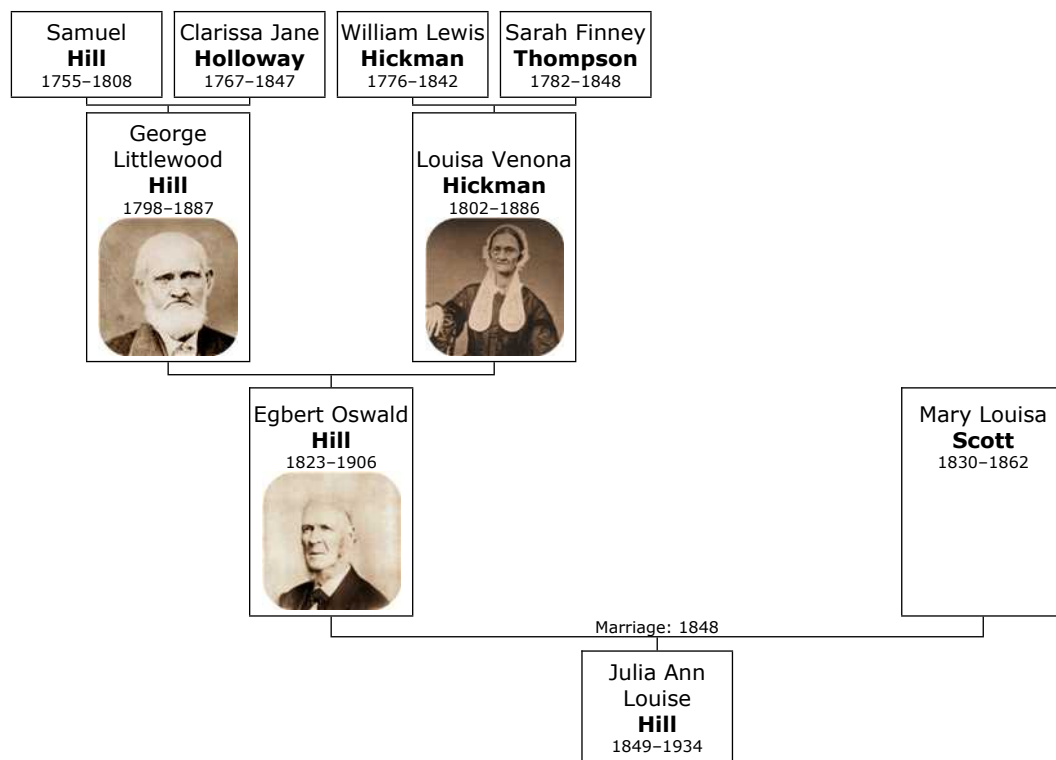 Samuel
Hill
1755–1808
Clarissa Jane
Holloway
1767–1847
William Lewis
Hickman
1776–1842
Sarah Finney
Thompson
1782–1848
George
Littlewood
Hill
1798–1887
Louisa Venona
Hickman
1802–1886
Egbert Oswald
Hill
1823–1906
Mary Louisa
Scott
1830–1862
Marriage: 1848
Julia Ann
Louise
Hill
1849–1934